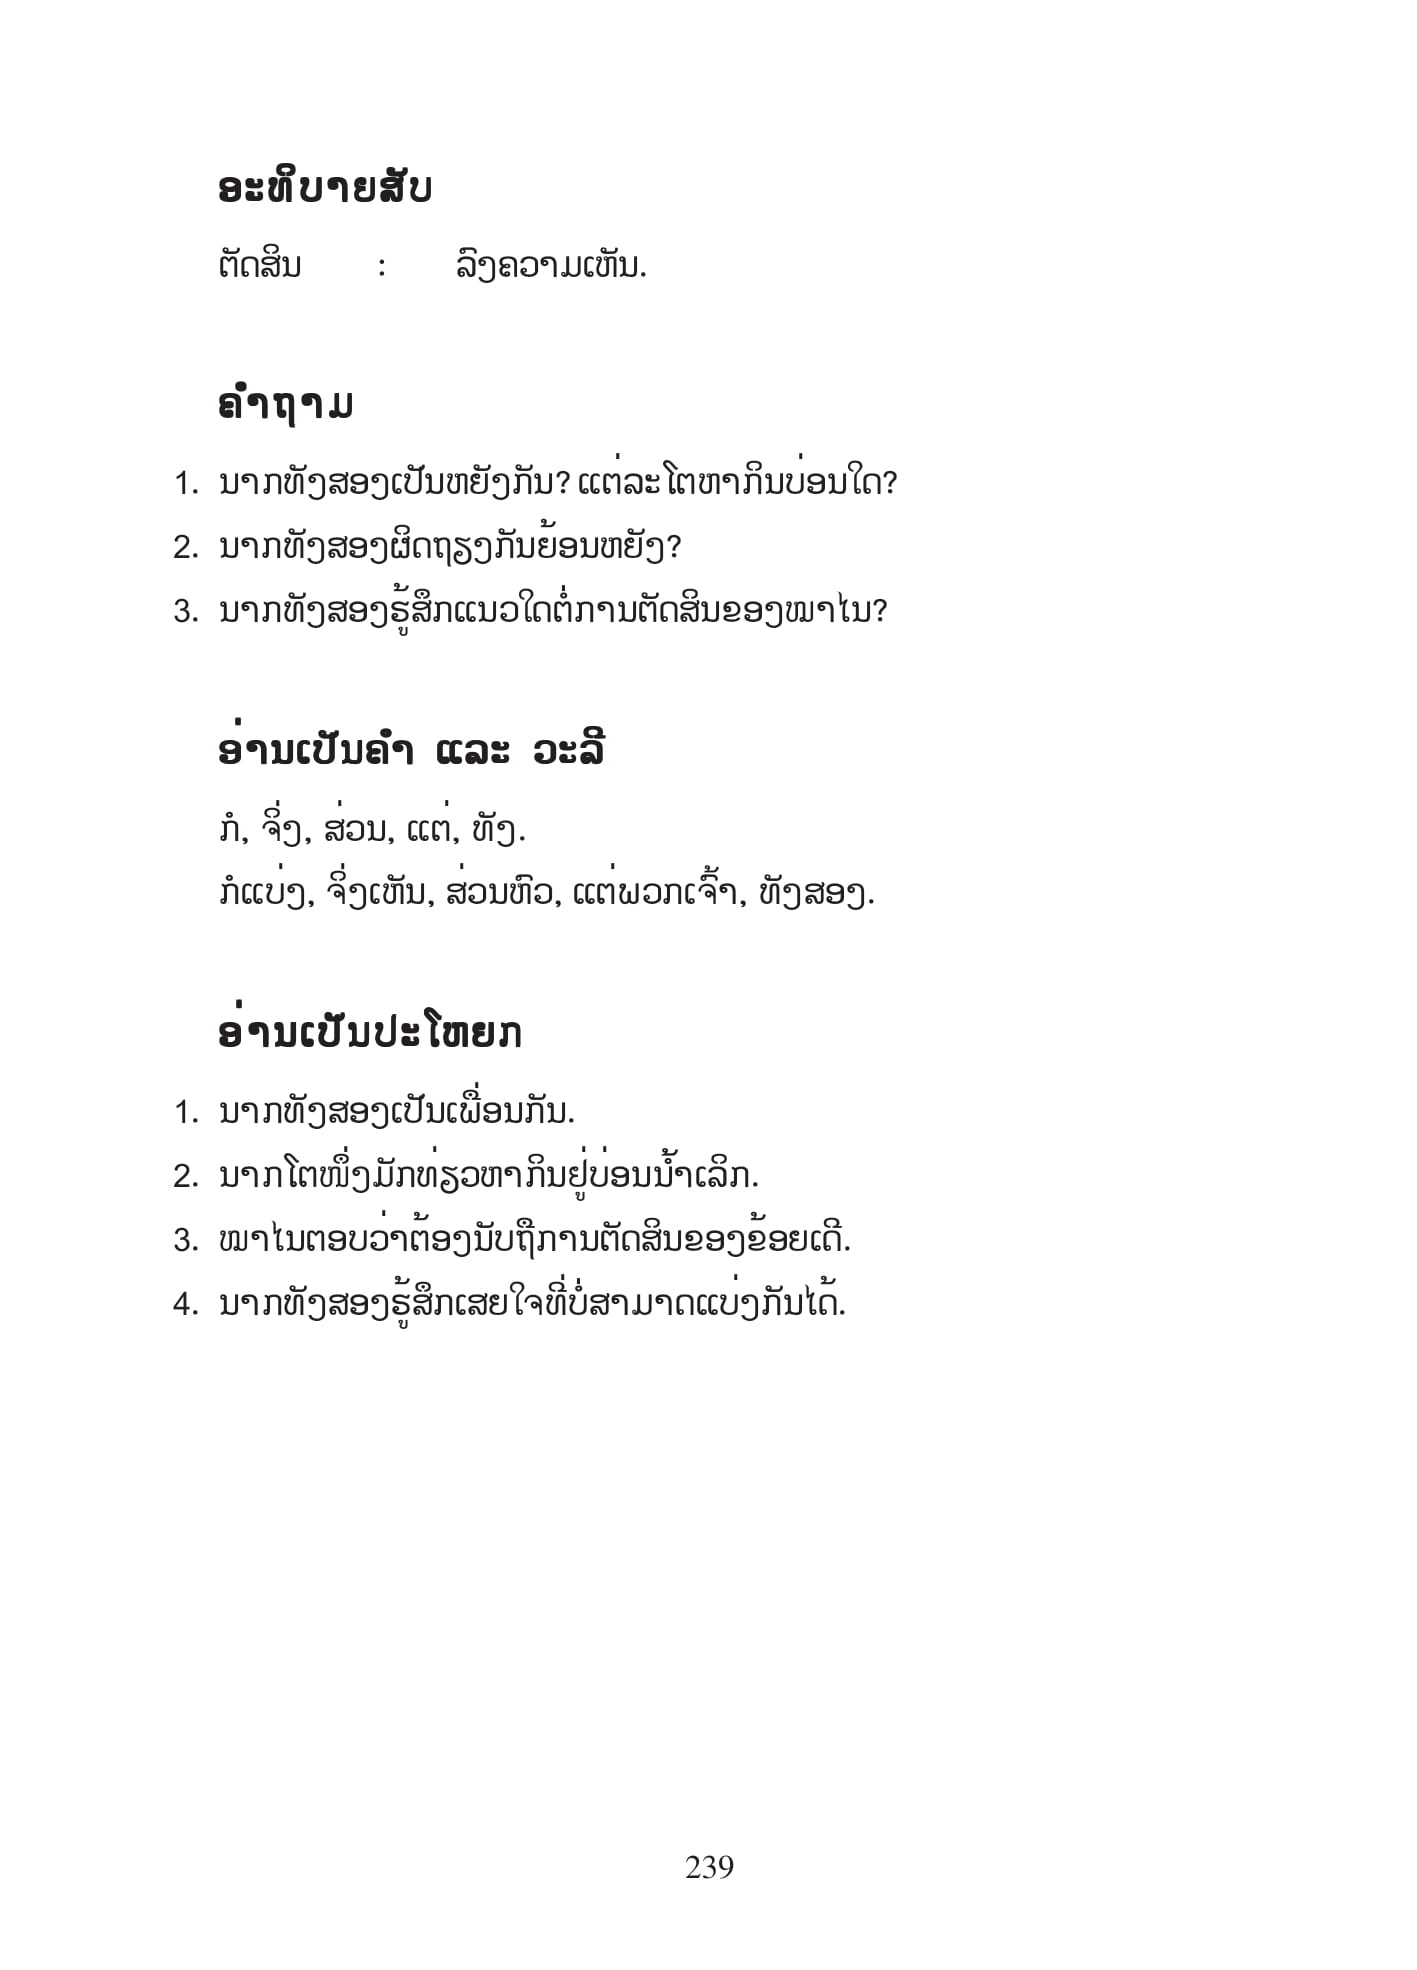 ອະທິບາຍສັບ
ຕັດສິນ : ລົງຄວາມເຫັນ.
ຄຳຖາມ
1. ນາກທັງສອງເປັນຫຍັງກັນ? ແຕ່ລະໂຕຫາກິນບ່ອນໃດ?
2. ນາກທັງສອງຜິດຖຽງກັນຍ້ອນຫຍັງ?
3. ນາກທັງສອງຮູ້ສຶກແນວໃດຕໍ່ການຕັດສິນຂອງໝາໄນ?
ອ່ານເປັນຄຳ ແລະ ວະລີ
ກໍ, ຈິ່ງ, ສ່ວນ, ແຕ່, ທັງ.
ກໍແບ່ງ, ຈິ່ງເຫັນ, ສ່ວນຫົວ, ແຕ່ພວກເຈົ້າ, ທັງສອງ.
ອ່ານເປັນປະໂຫຍກ
1. ນາກທັງສອງເປັນເພື່ອນກັນ.
2. ນາກໂຕໜຶ່ງມັກທ່ຽວຫາກິນຢູ່ບ່ອນນ້ຳເລິກ.
3. ໝາໄນຕອບວ່າຕ້ອງນັບຖືການຕັດສິນຂອງຂ້ອຍເດີ.
4. ນາກທັງສອງຮູ້ສຶກເສຍໃຈທີ່ບໍ່ສາມາດແບ່ງກັນໄດ້.
239